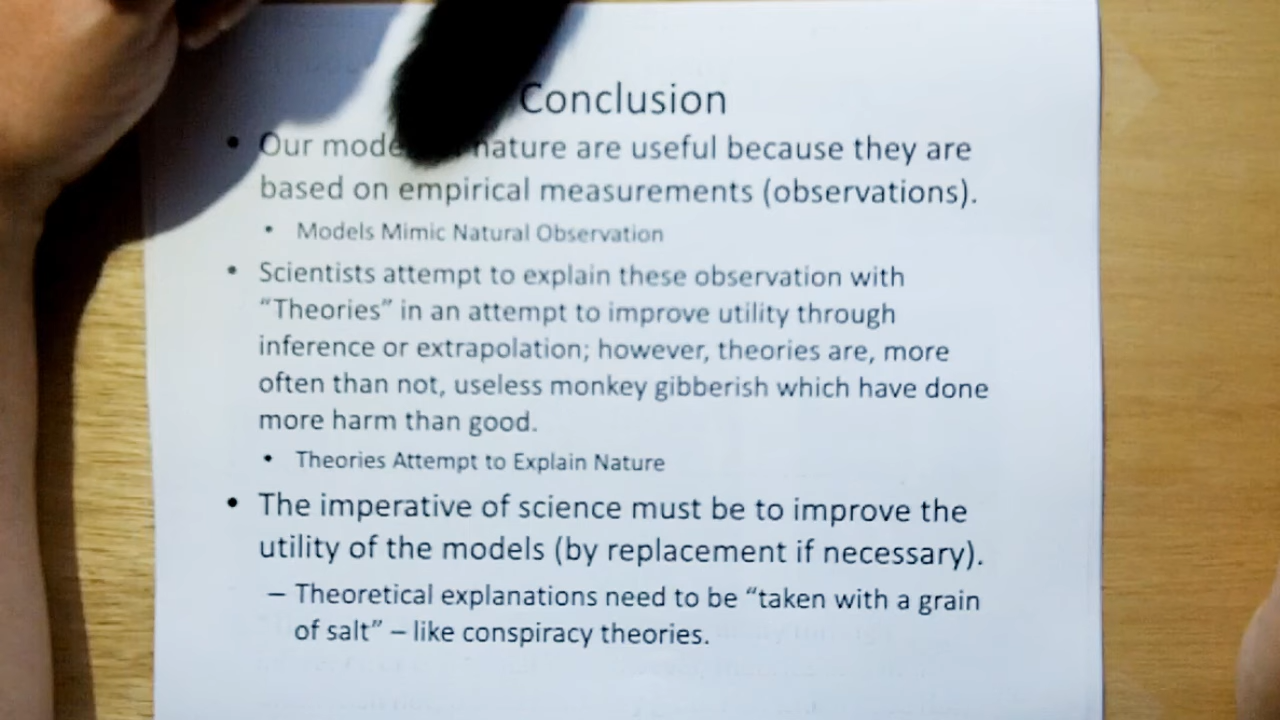 Conclusion
• Our mode nature are useful because they are
based on empirical measurements (observations).
• Models Mimic Natural Observation
• Scientists attempt to explain these observation with
“Theories” in an attempt to improve utility through
inference or extrapolation; however, theories are, more
often than not, useless monkey gibberish which have done
more harm than good.
• Theories Attempt to Explain Nature
• The imperative of science must be to improve the
utility of the models (by replacement if necessary).
– Theoretical explanations need to be “taken with a grain
of salt” – like conspiracy theories.